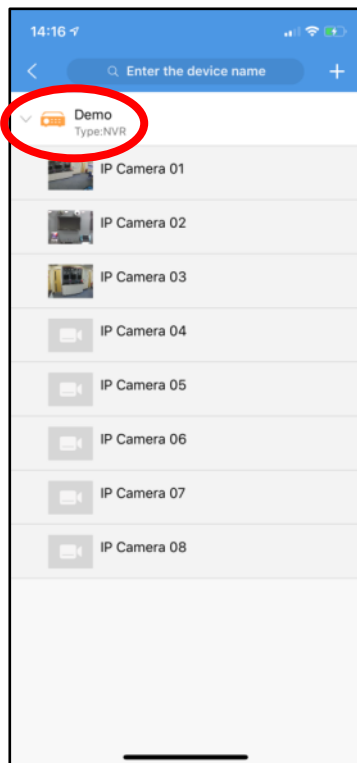 14:16
Enter the device name
Demo
Type:NVR
IP Camera 01
IP Camera 02
IP Camera 03
IP Camera 04
IP Camera 05
IP Camera 06
IP Camera 07
IP Camera 08